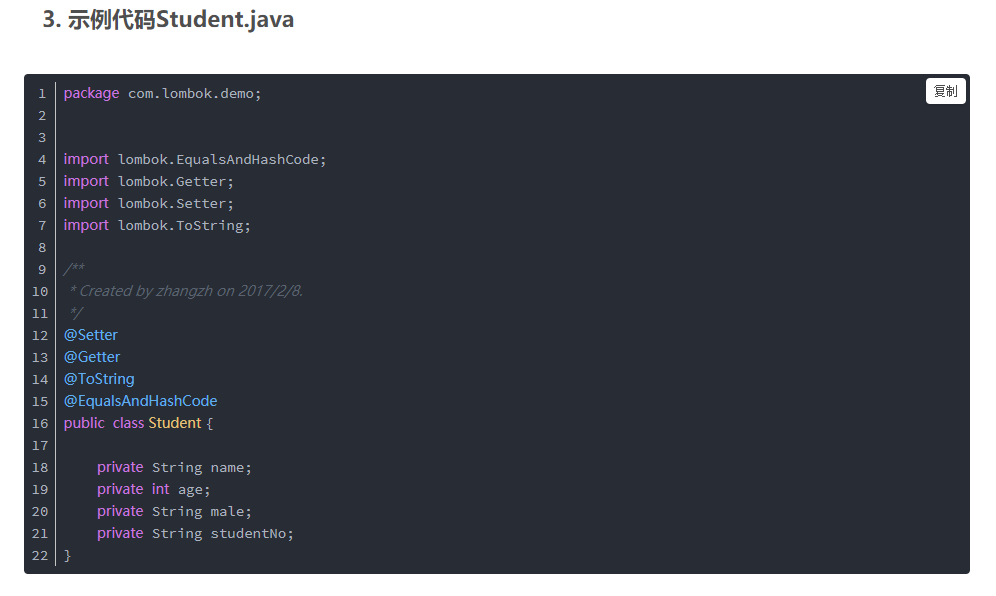 3. 示例代码Student.java
复制
1 package com.lombok.demo;
2
3
4 import lombok.EqualsAndHashCode;
5 import lombok.Getter;
6 import lombok.Setter;
7 import lombok.ToString;
8
9 /**
10 * Created by zhangzh on 2017/2/8.
11 */
12 @Setter
13 @Getter
14 @ToString
15 @EqualsAndHashCode
16 public class Student {
17
18 private String name;
19 private int age;
20 private String male;
21 private String studentNo;
22 }